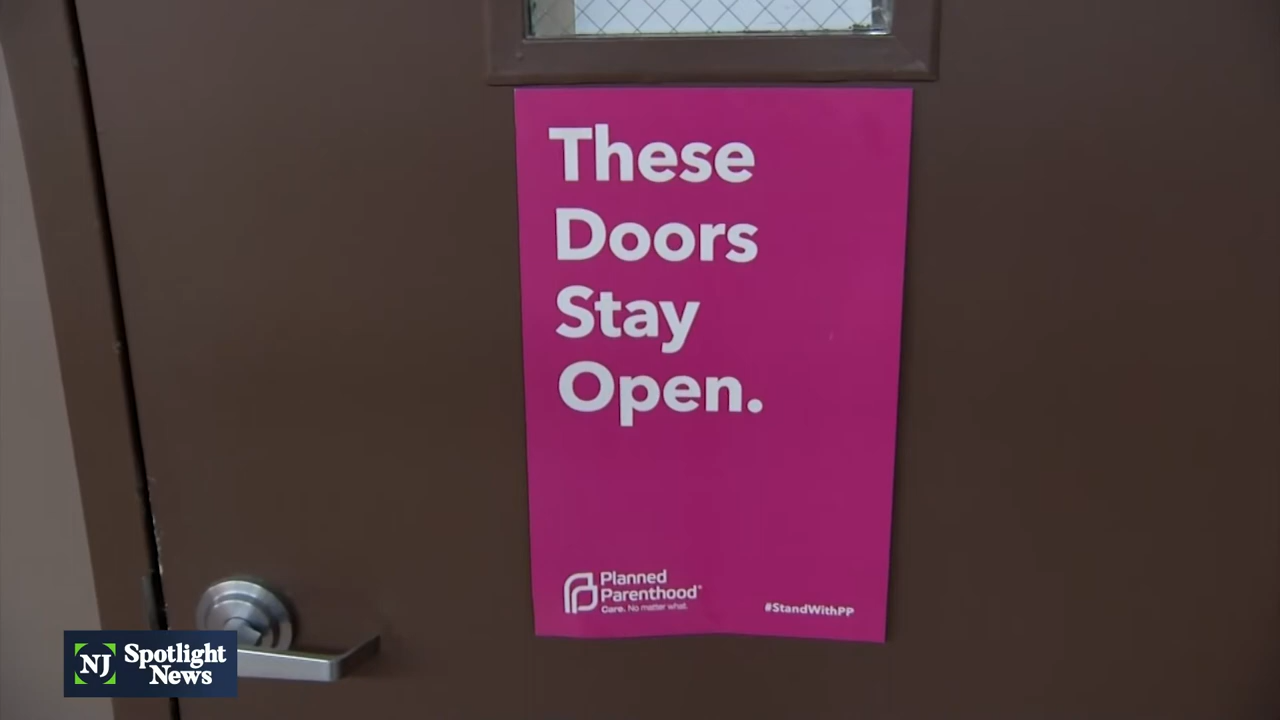 These
Doors
Stay
Open.
Planned
Parenthood®
Care. No matter what.
#StandWithPP
NJ Spotlight
News